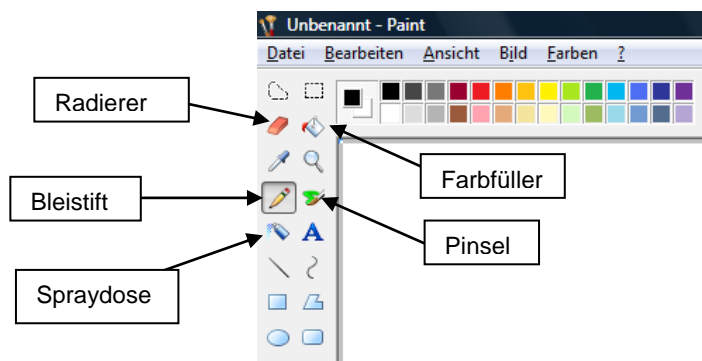 Unbenannt - Paint
Datei Bearbeiten Ansicht Bild Farben ?
Radierer
Farbfüller
Bleistift
Pinsel
Spraydose
A